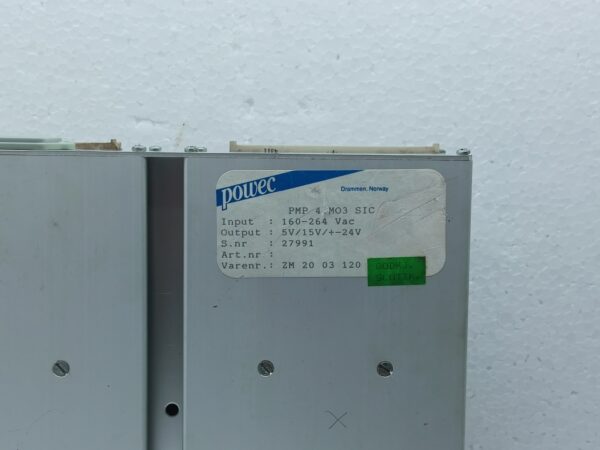 powec
Drammen, Norway
PMP 4.MO3 SIC
Input : 160-264 Vac
Output : 5V/15V/+-24V
S.nr : 27991
Art.nr :
Varenr.: ZM 20 03 120
GODKJ.